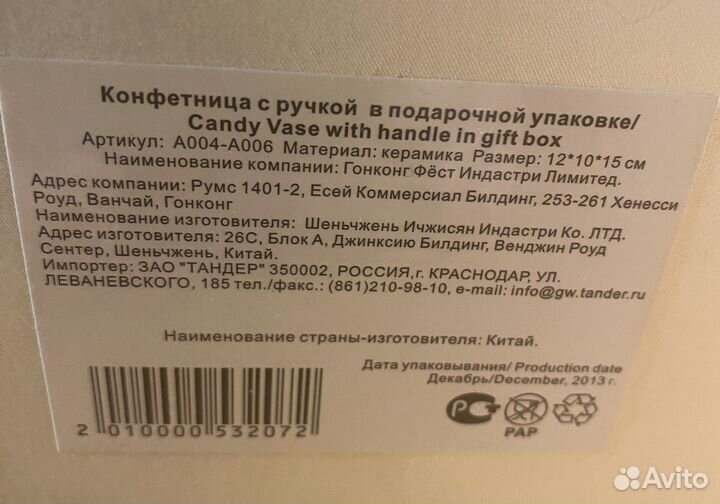 Конфетница с ручкой в подарочной упаковке/
Candy Vase with handle in gift box
Артикул: A004-A006 Материал: керамика Размер: 12*10*15 см
Наименование компании: Гонконг Фёст Индастри Лимитед.
Адрес компании: Румс 1401-2, Есей Коммерсиал Билдинг, 253-261 Хенесси
Роуд, Ванчай, Гонконг
Наименование изготовителя: Шеньчжень Ичжисян Индастри Ко. ЛТД.
Адрес изготовителя: 26С, Блок А, Джинксию Билдинг, Венджин Роуд
Сентер, Шеньчжень, Китай.
Импортер: ЗАО "ТАНДЕР" 350002, РОССИЯ,г. КРАСНОДАР, УЛ.
ЛЕВАНЕВСКОГО, 185 тел./факс.: (861)210-98-10, e-mail: info@gw.tander.ru
Наименование страны-изготовителя: Китай.
Дата упаковывания/ Production date
Декабрь/December, 2013 г.
2 010000 532072
РСТ
PAP
Avito